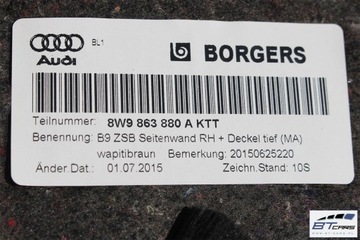 BL1
Audi
BORGERS
Teilnummer: 8W9 863 880 A KTT
Benennung: B9 ZSB Seitenwand RH + Deckel tief (MA)
wapitibraun Bemerkung: 20150625220
Änder.Dat.: 01.07.2015 Zeichn.Stand: 10S
BTcars